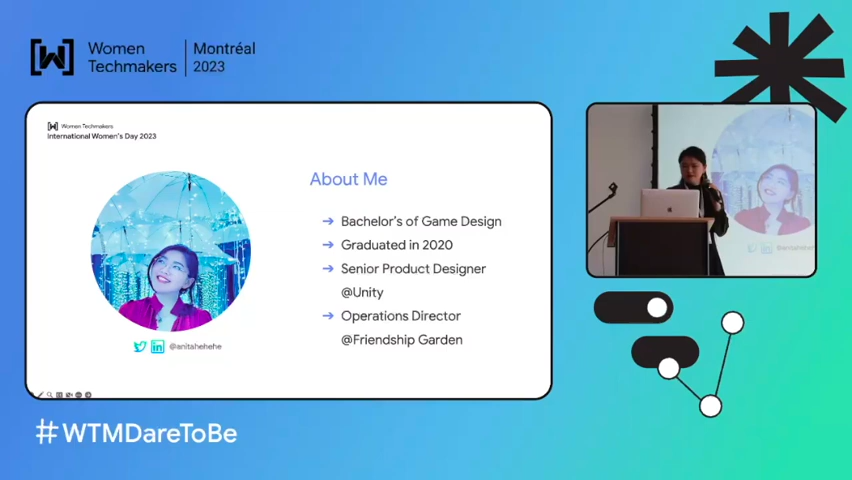 Women
Techmakers
Montréal
2023
Women Techmakers
International Women's Day 2023
About Me
→ Bachelor's of Game Design
→ Graduated in 2020
→ Senior Product Designer
@Unity
→ Operations Director
@Friendship Garden
@anitahehehe
#WTMDareToBe